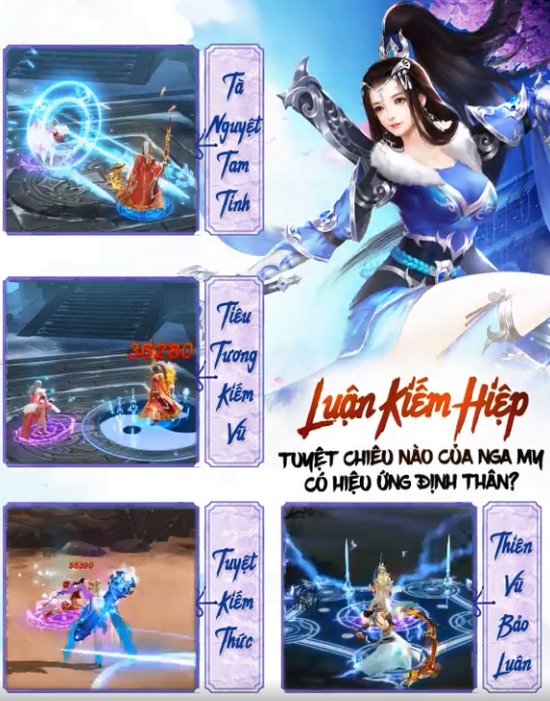 Tà
Nguyệt
Tam
Tinh
Tiêu
Tương
Kiếm
Vũ
36280
Luận Kiếm Hiệp
TUYỆT CHIÊU NÀO CỦA NGA MY
CÓ HIỆU ỨNG ĐỊNH THÂN?
Tuyệt
Kiếm
Thức
Thiên
Vũ
Bảo
Luân